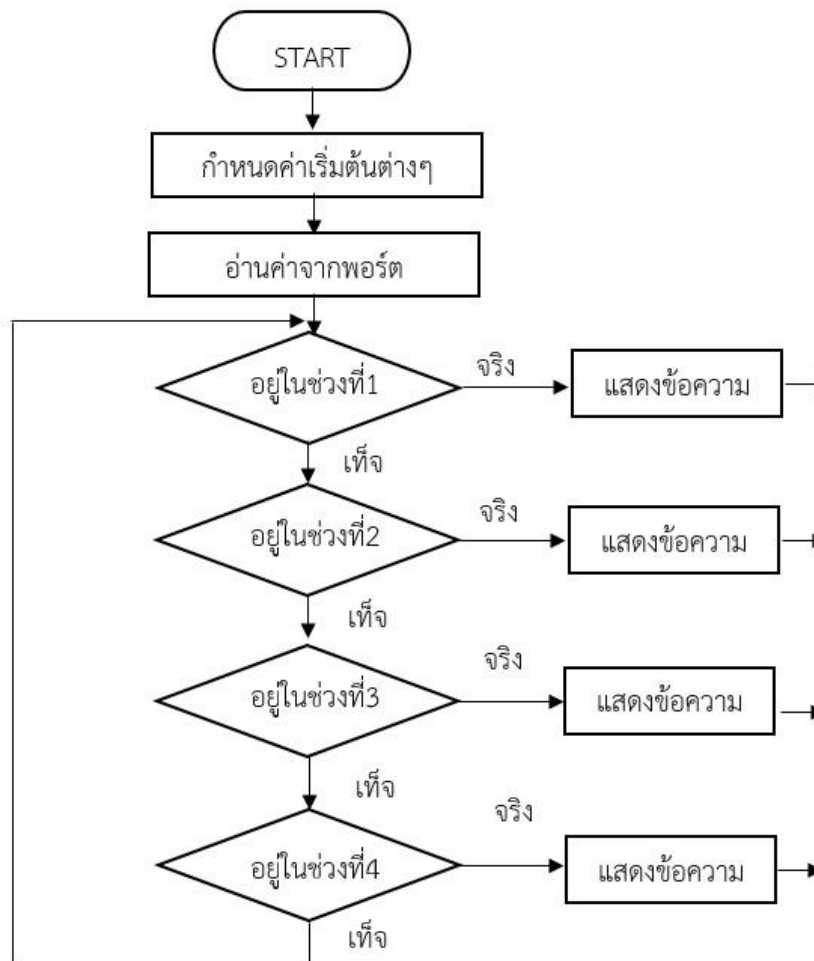 START
กำหนดค่าเริ่มต้นต่างๆ
อ่านค่าจากพอร์ต
อยู่ในช่วงที่1
จริง
แสดงข้อความ
เท็จ
อยู่ในช่วงที่2
จริง
แสดงข้อความ
เท็จ
อยู่ในช่วงที่3
จริง
แสดงข้อความ
เท็จ
อยู่ในช่วงที่4
จริง
แสดงข้อความ
เท็จ